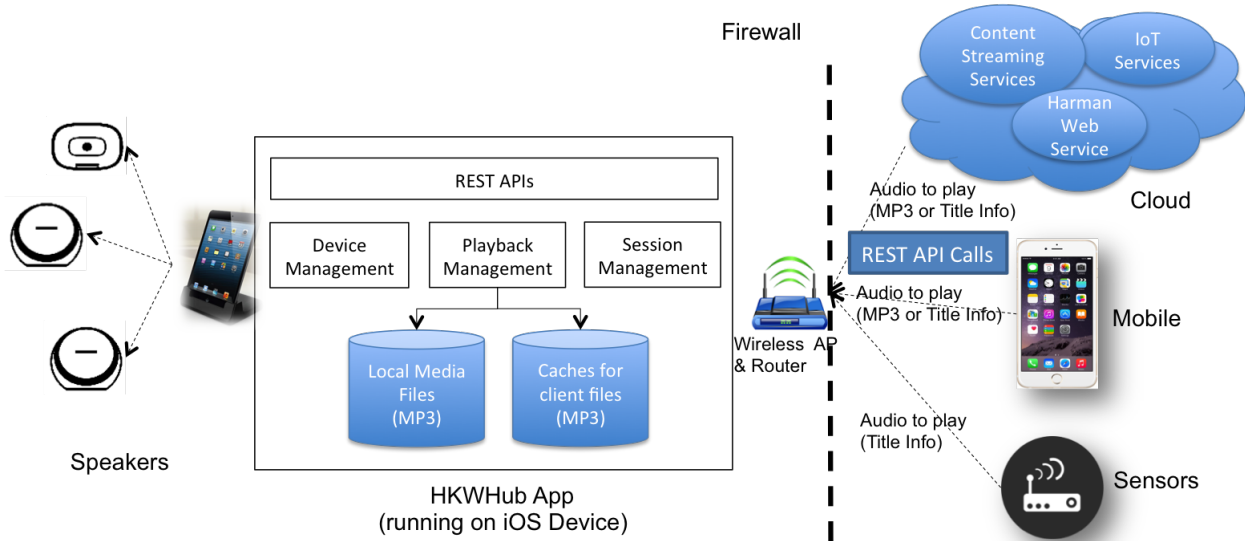 Firewall
Content
Streaming
Services
IoT
Services
Harman
Web
Service
Cloud
REST APIs
Device
Management
Playback
Management
Session
Management
Local Media
Files
(MP3)
Caches for
client files
(MP3)
Speakers
HKWHub App
(running on iOS Device)
Wireless AP
& Router
Audio to play
(MP3 or Title Info)
REST API Calls
Audio to play
(MP3 or Title Info)
Mobile
Audio to play
(Title Info)
Sensors